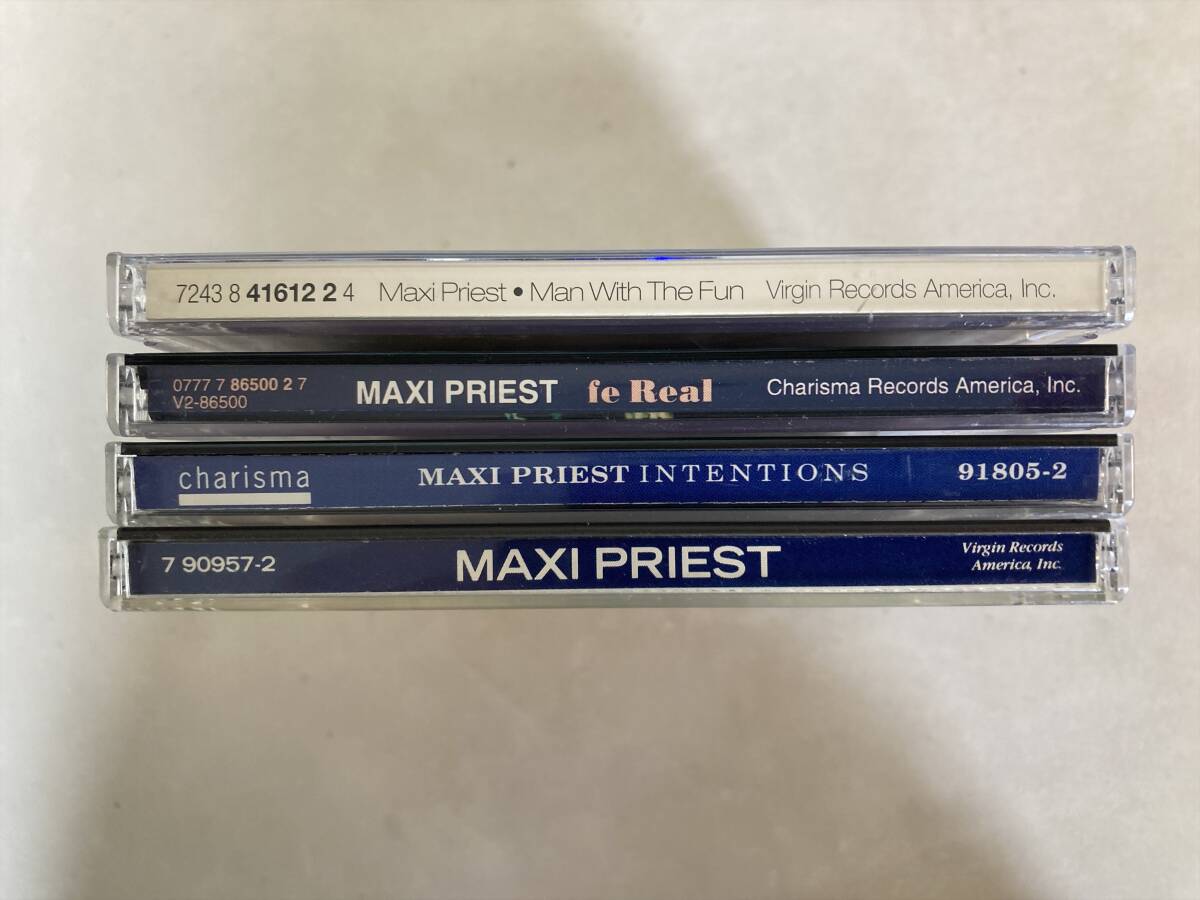 7243 8 41612 2 4 Maxi Priest • Man With The Fun Virgin Records America, Inc.
0777 7 86500 2 7
V2-86500
MAXI PRIEST fe Real Charisma Records America, Inc.
charisma MAXI PRIEST INTENTIONS 91805-2
7 90957-2 MAXI PRIEST
Virgin Records
America, Inc.